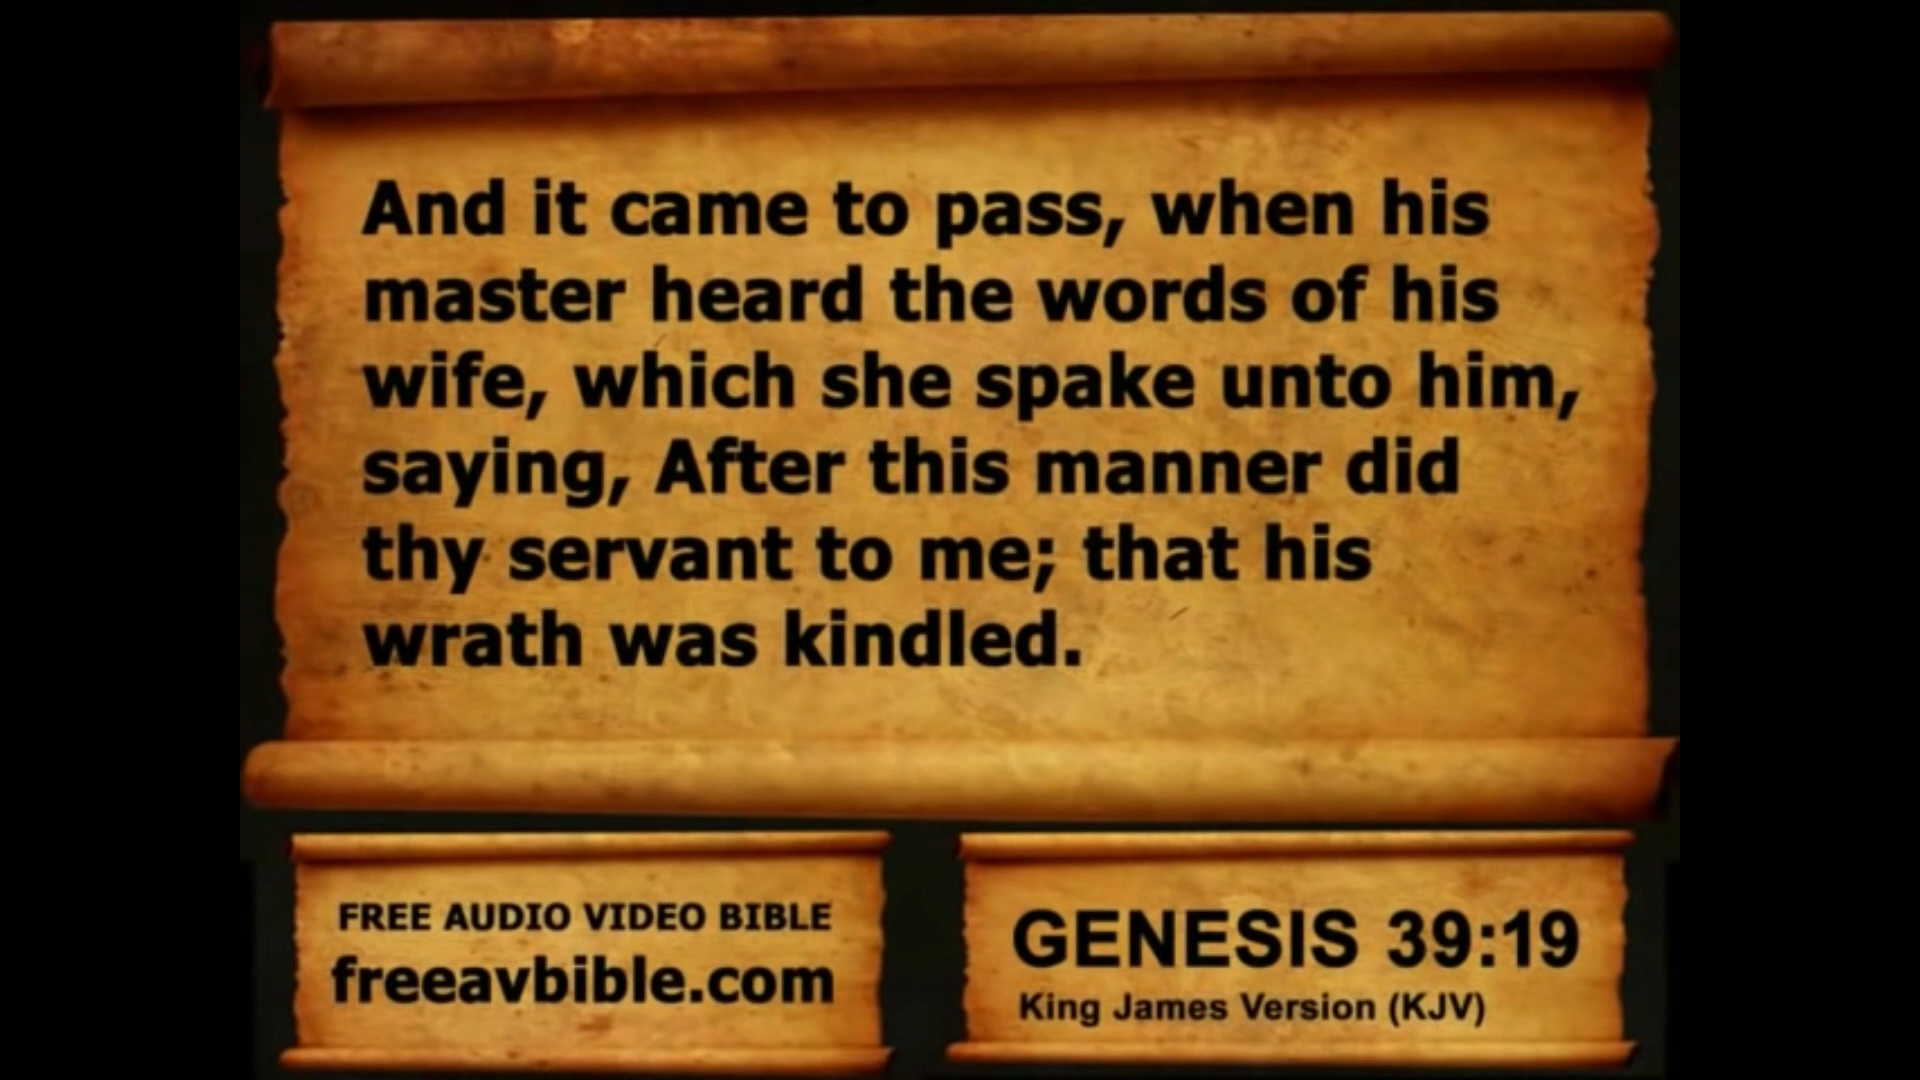 And it came to pass, when his
master heard the words of his
wife, which she spake unto him,
saying, After this manner did
thy servant to me; that his
wrath was kindled.
FREE AUDIO VIDEO BIBLE
freeavbible.com
GENESIS 39:19
King James Version (KJV)